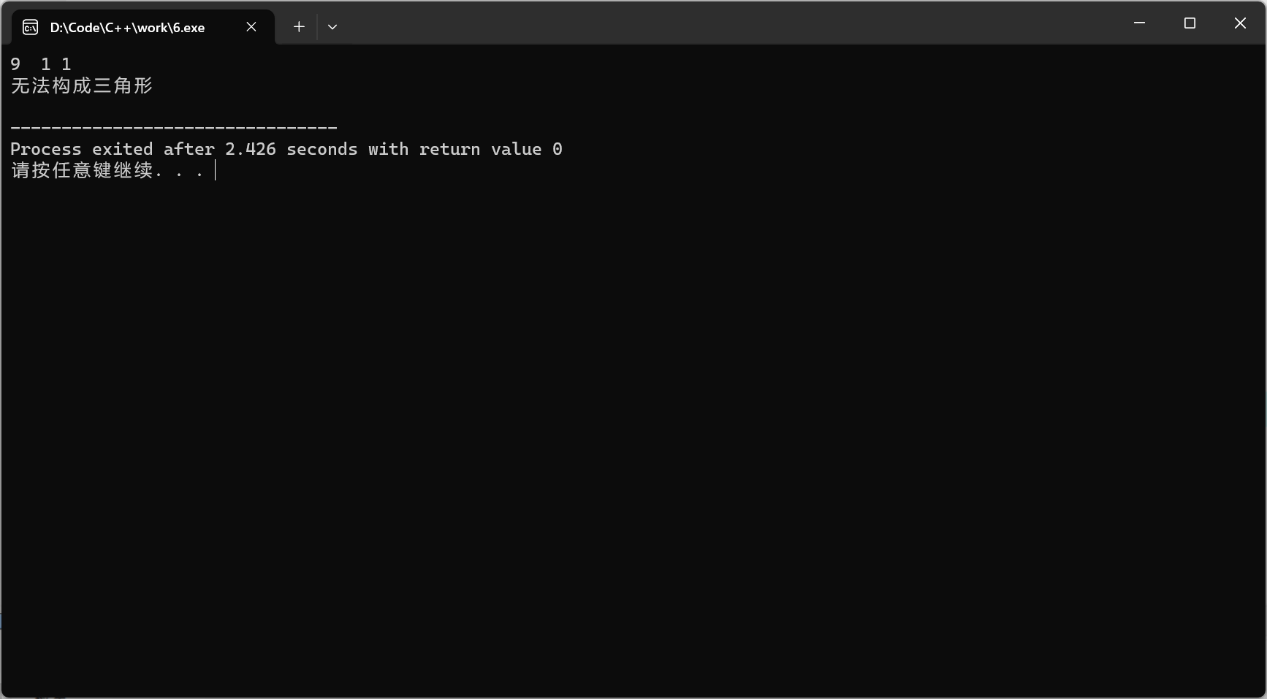 D:\Code\C++\work\6.exe
9  1 1
无法构成三角形
--------------------------------
Process exited after 2.426 seconds with return value 0
请按任意键继续. . .